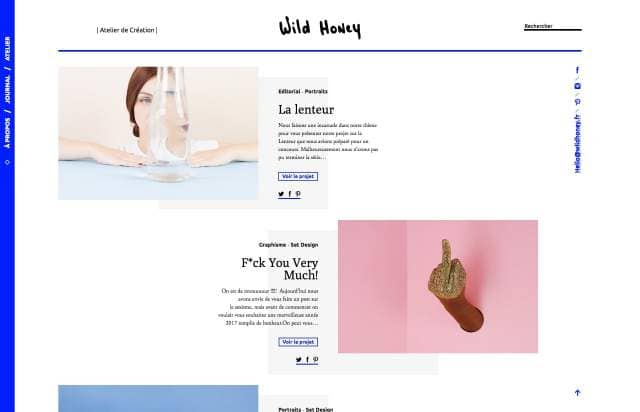 | Atelier de Création |
Wild Honey
Rechercher
À PROPOS / JOURNAL / ATELIER
Hello@wildhoney.fr
Editorial · Portraits
La lenteur
Nous faisons une incartade dans notre thème
pour vous présenter notre projet sur la
Lenteur que nous avions préparé pour un
concours. Malheureusement nous n'avons pas
pu terminer la série…
Voir le projet
Graphisme · Set Design
F*ck You Very
Much!
On est de retouuuuur !!!! Aujourd'hui nous
avons envie de vous faire un post sur
le sexisme, mais avant de commencer on
voulait vous souhaiter une merveilleuse année
2017 remplie de bonheur.On peut vous…
Voir le projet
Portraits · Set Design